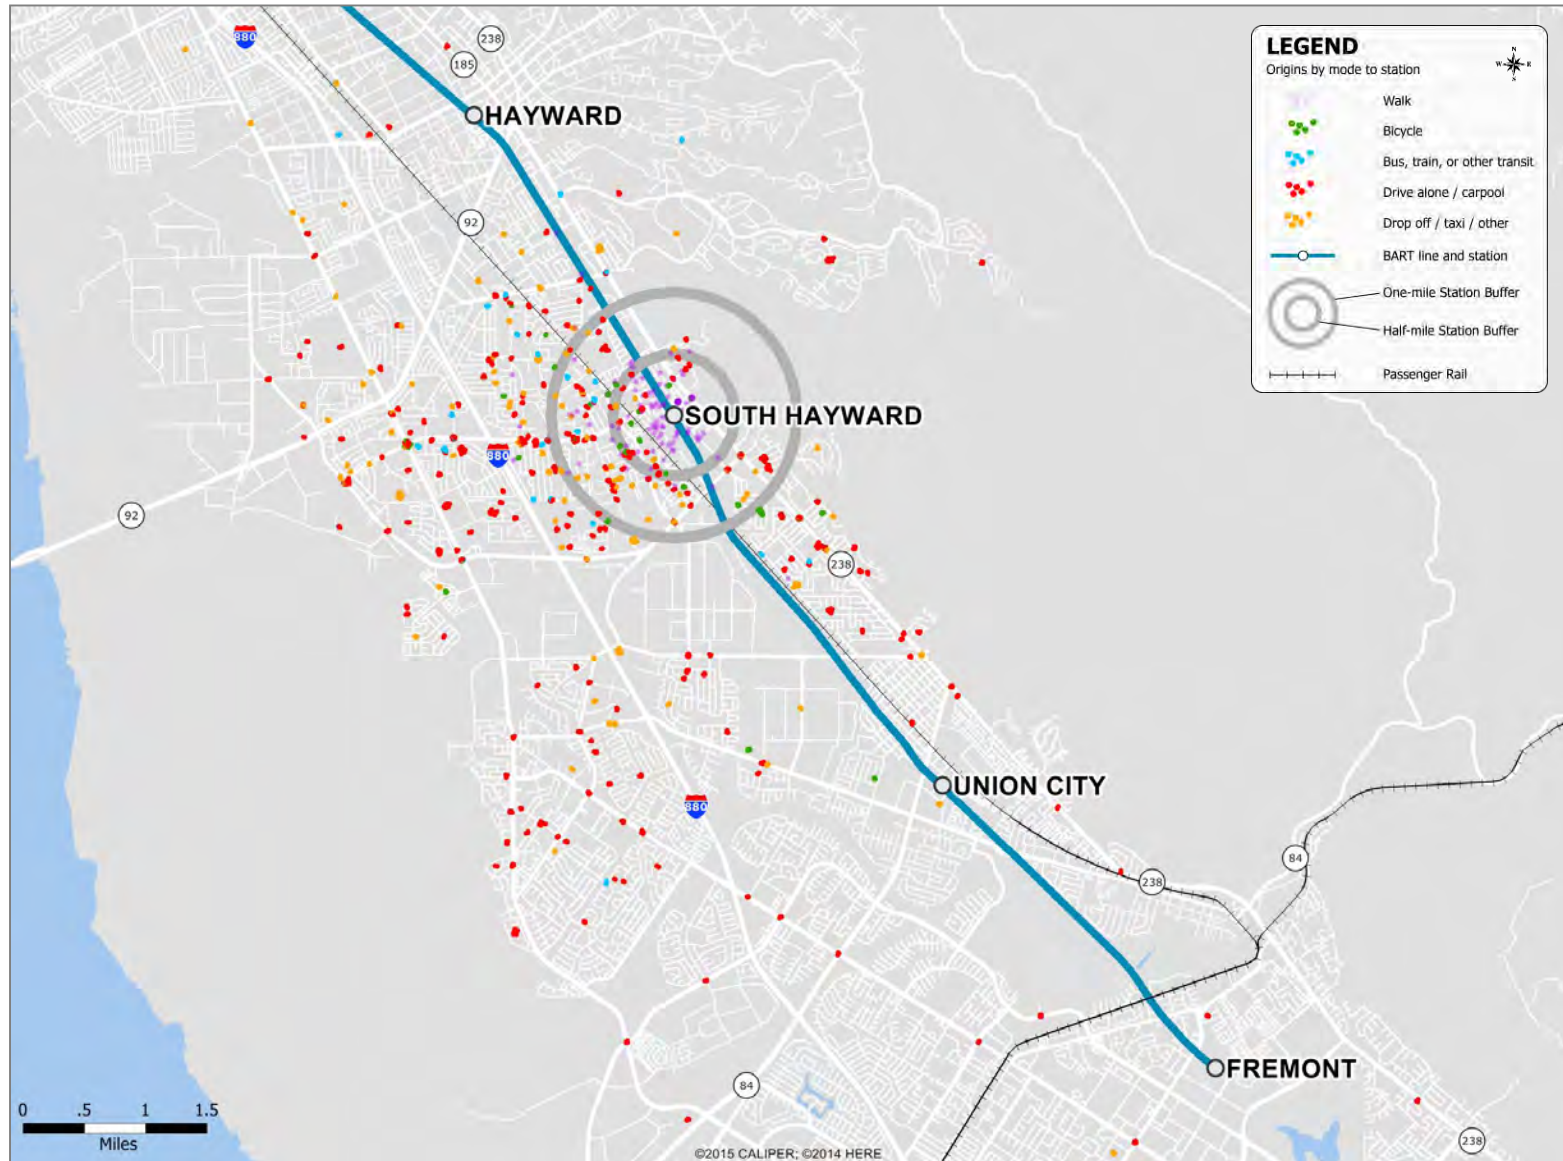 880
238
185
HAYWARD
92
SOUTH HAYWARD
880
92
238
880
UNION CITY
84
238
FREMONT
84
238
LEGEND
Origins by mode to station
N
W E
S
Walk
Bicycle
Bus, train, or other transit
Drive alone / carpool
Drop off / taxi / other
BART line and station
One-mile Station Buffer
Half-mile Station Buffer
Passenger Rail
0 .5 1 1.5
Miles
©2015 CALIPER; ©2014 HERE